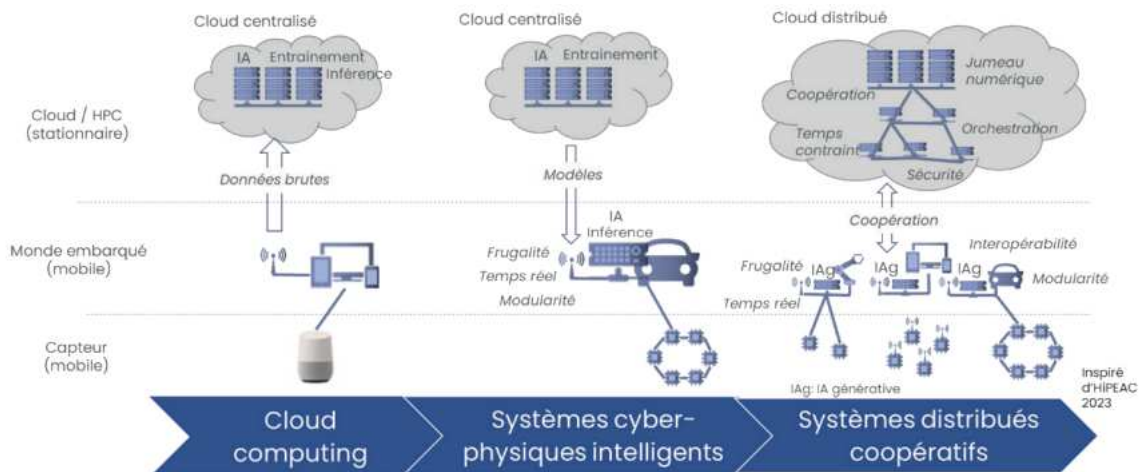 Cloud centralisé
IA Entrainement
Inférence
Cloud centralisé
IA Entrainement
Cloud distribué
Jumeau
numérique
Coopération
Orchestration
Temps
contraint
Sécurité
Cloud / HPC
(stationnaire)
Données brutes
Modèles
Coopération
Monde embarqué
(mobile)
IA
Inférence
Frugalité
Temps réel
Modularité
Interopérabilité
Frugalité
IAg
IAg
IAg
Modularité
Temps réel
Capteur
(mobile)
IAg: IA générative
Inspiré
d'HiPEAC
2023
Cloud
computing
Systèmes cyber-
physiques intelligents
Systèmes distribués
coopératifs